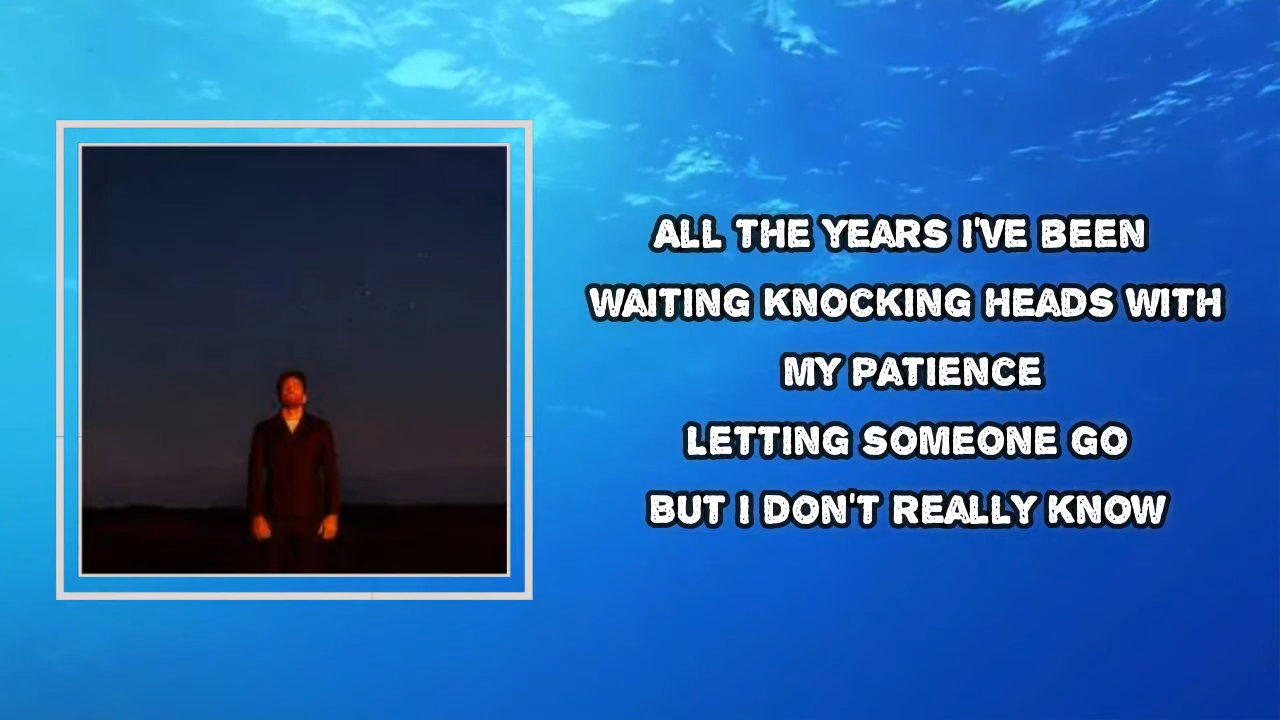 ALL THE YEARS I'VE BEEN
WAITING KNOCKING HEADS WITH
MY PATIENCE
LETTING SOMEONE GO
BUT I DON'T REALLY KNOW